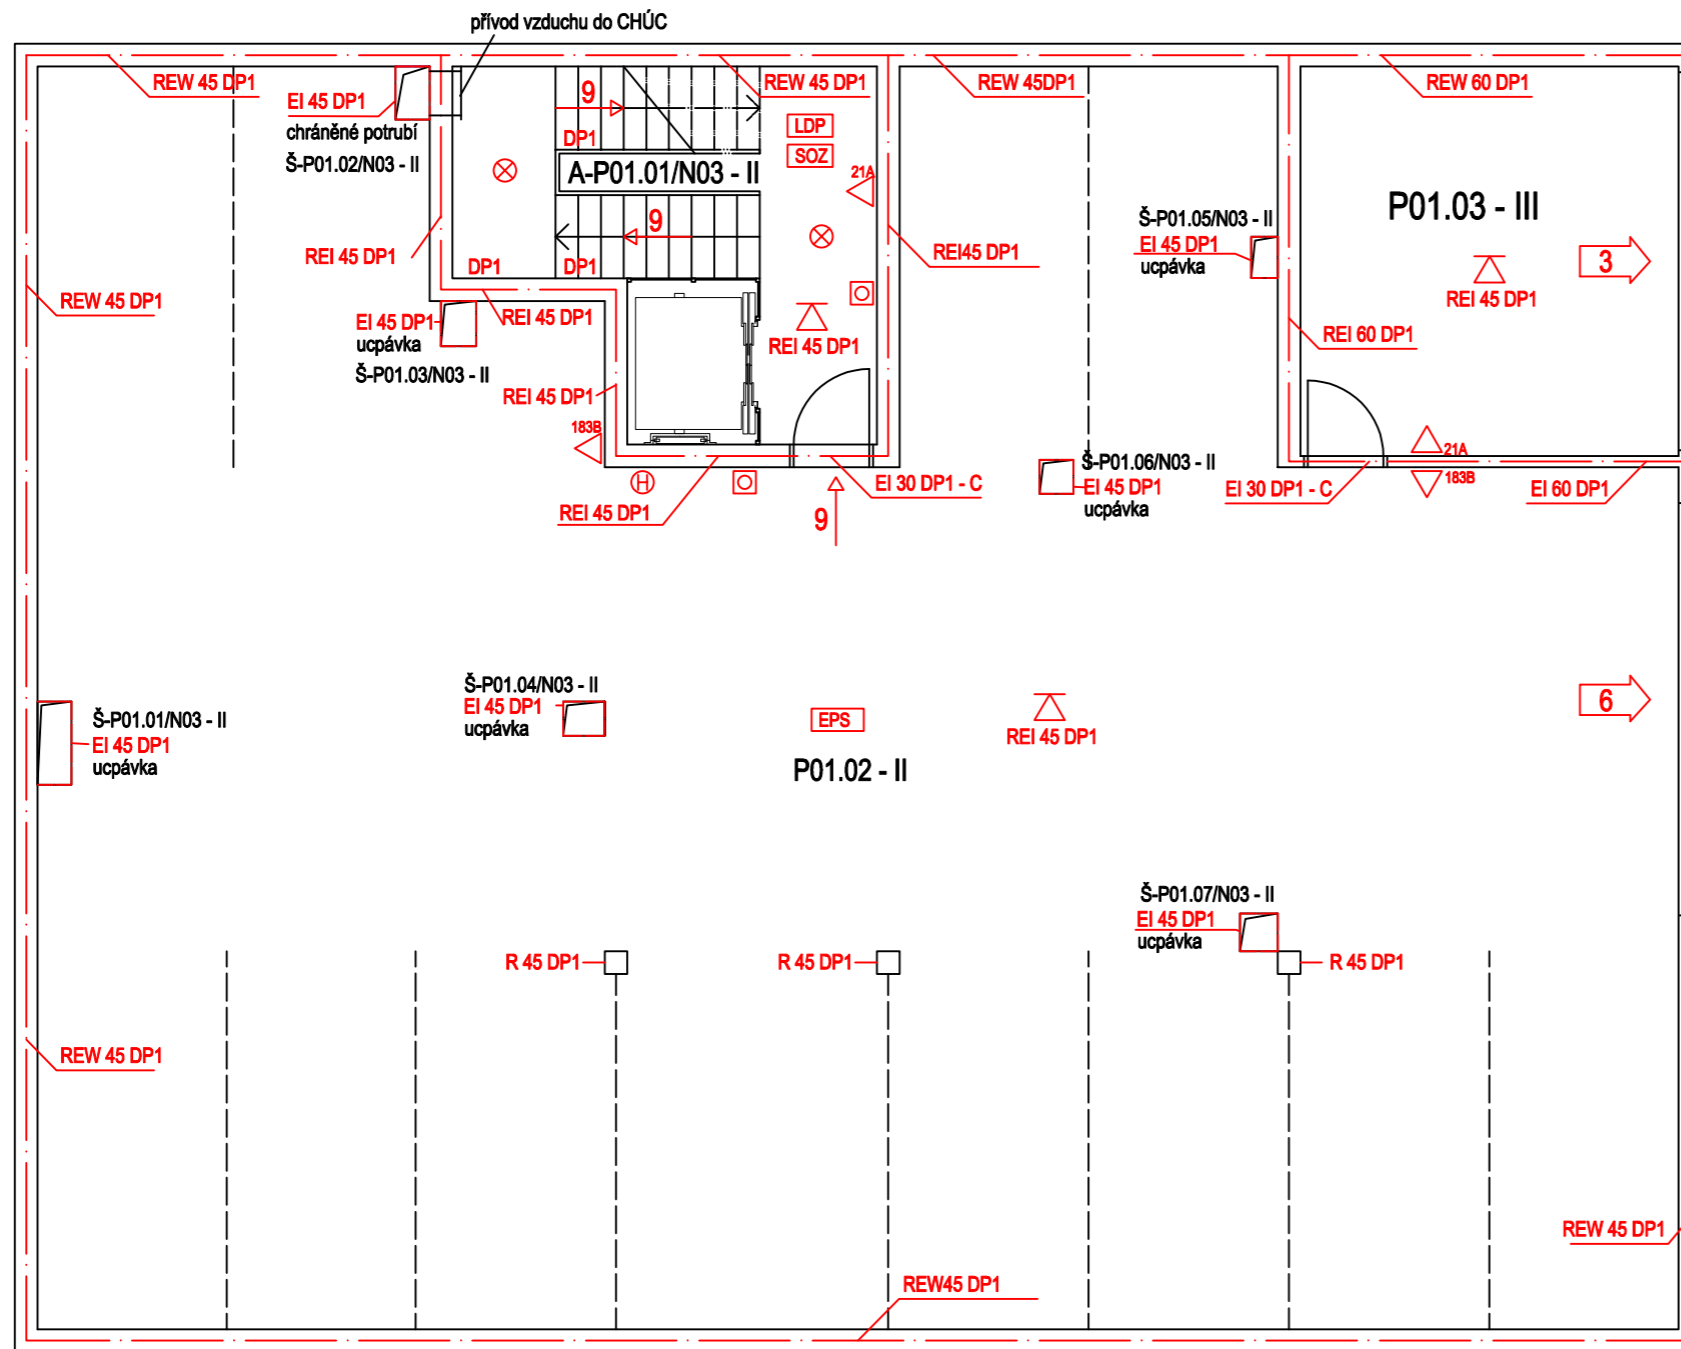 přívod vzduchu do CHÚC
REW 45 DP1
EI 45 DP1
chráněné potrubí
Š-P01.02/N03 - II
9
DP1
REW 45 DP1
LDP
SOZ
21A
A-P01.01/N03 - II
9
DP1
DP1
REW 45DP1
REW 60 DP1
P01.03 - III
Š-P01.05/N03 - II
EI 45 DP1
ucpávka
3
REI 45 DP1
REI 45 DP1
REI45 DP1
REW 45 DP1
EI 45 DP1
ucpávka
Š-P01.03/N03 - II
REI 45 DP1
REI 45 DP1
REI 60 DP1
REI 45 DP1
183B
H
REI 45 DP1
9
EI 30 DP1 - C
Š-P01.06/N03 - II
EI 45 DP1
ucpávka
EI 30 DP1 - C
21A
183B
EI 60 DP1
Š-P01.01/N03 - II
EI 45 DP1
ucpávka
Š-P01.04/N03 - II
EI 45 DP1
ucpávka
EPS
REI 45 DP1
6
P01.02 - II
Š-P01.07/N03 - II
EI 45 DP1
ucpávka
R 45 DP1
R 45 DP1
R 45 DP1
REW 45 DP1
REW 45 DP1
REW45 DP1